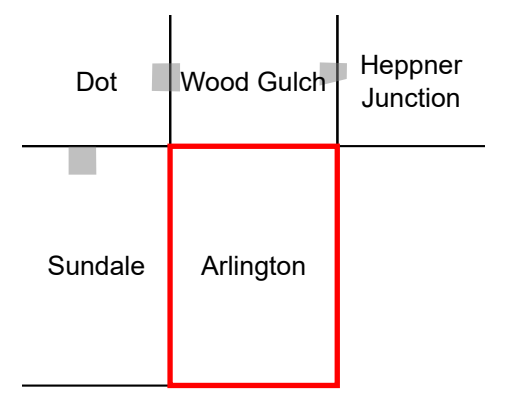 Dot
Wood Gulch
Heppner
Junction
Sundale
Arlington